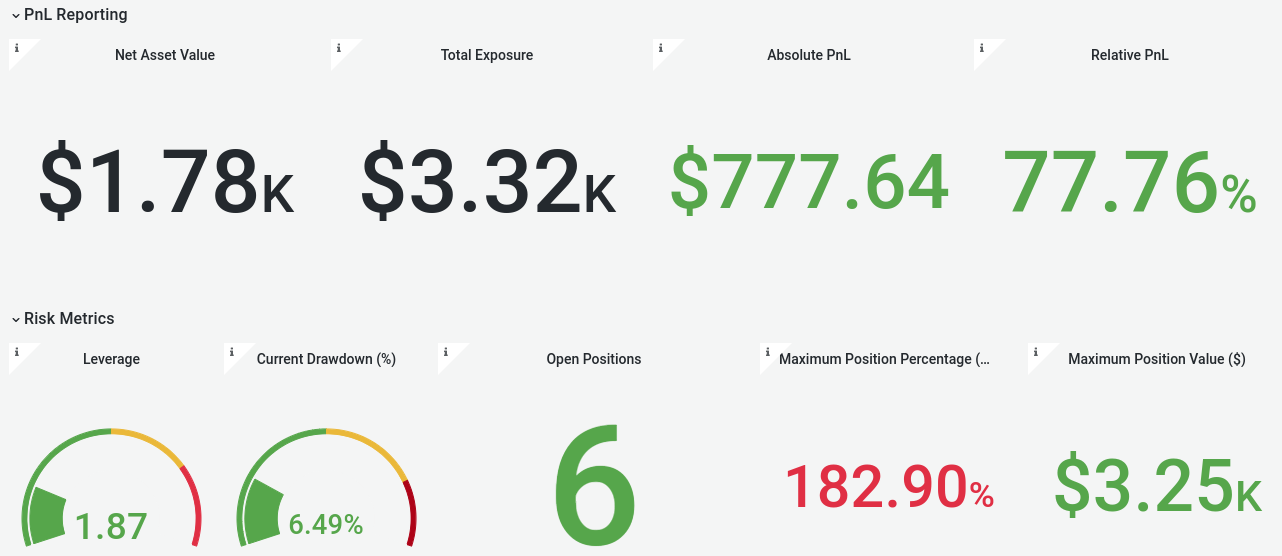 PnL Reporting
i Net Asset Value
i Total Exposure
i Absolute PnL
i Relative PnL
$1.78K
$3.32K
$777.64
77.76%
Risk Metrics
i Leverage
i Current Drawdown (%)
i Open Positions
i Maximum Position Percentage (...
i Maximum Position Value ($)
1.87
6.49%
6
182.90%
$3.25K